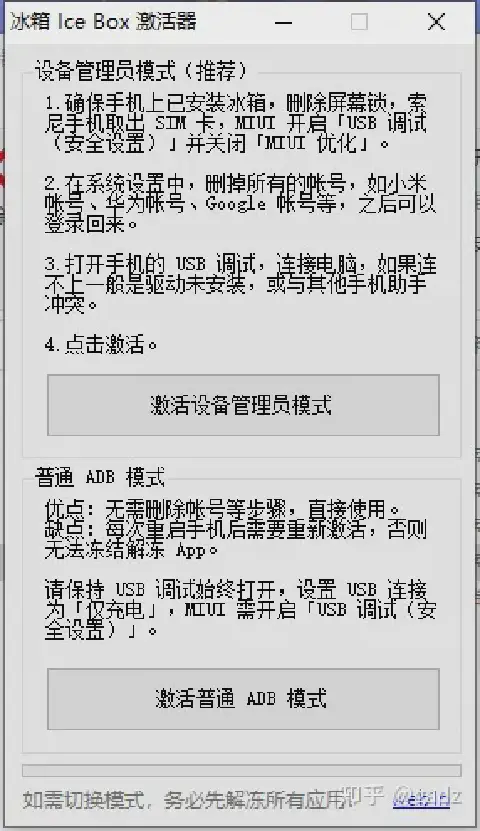 冰箱 Ice Box 激活器
设备管理员模式（推荐）
1.确保手机上已安装冰箱，删除屏幕锁，索
尼手机取出 SIM 卡，MIUI 开启「USB 调试
（安全设置）」并关闭「MIUI 优化」。
2.在系统设置中，删掉所有的帐号，如小米
帐号、华为帐号、Google 帐号等，之后可以
登录回来。
3.打开手机的 USB 调试，连接电脑，如果连
不上一般是驱动未安装，或与其他手机助手
冲突。
4.点击激活。
激活设备管理员模式
普通 ADB 模式
优点: 无需删除帐号等步骤，直接使用。
缺点: 每次重启手机后需要重新激活，否则
无法冻结解冻 App。
请保持 USB 调试始终打开，设置 USB 连接
为「仅充电」，MIUI 需开启「USB 调试（安
全设置）」。
激活普通 ADB 模式
如需切换模式，务必先解冻所有应用！
知乎